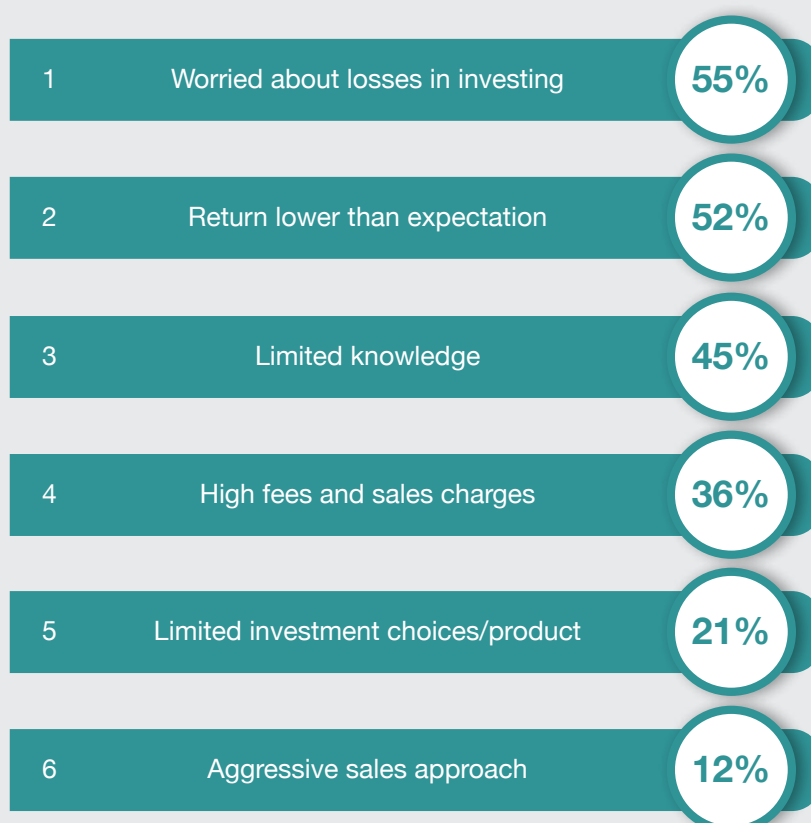 1 Worried about losses in investing 55%
2 Return lower than expectation 52%
3 Limited knowledge 45%
4 High fees and sales charges 36%
5 Limited investment choices/product 21%
6 Aggressive sales approach 12%